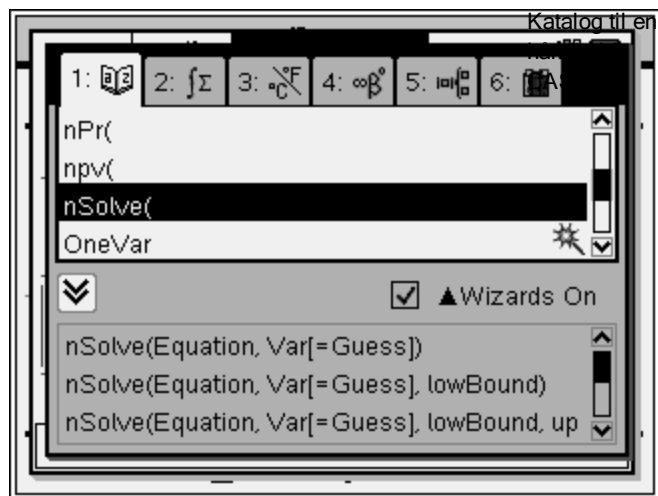 Katalog til en
1: 2: ∫Σ 3: °C°F 4: ∞β° 5: 6:
nPr(
npv(
nSolve(
OneVar
▲Wizards On
nSolve(Equation, Var[=Guess])
nSolve(Equation, Var[=Guess], lowBound)
nSolve(Equation, Var[=Guess], lowBound, up